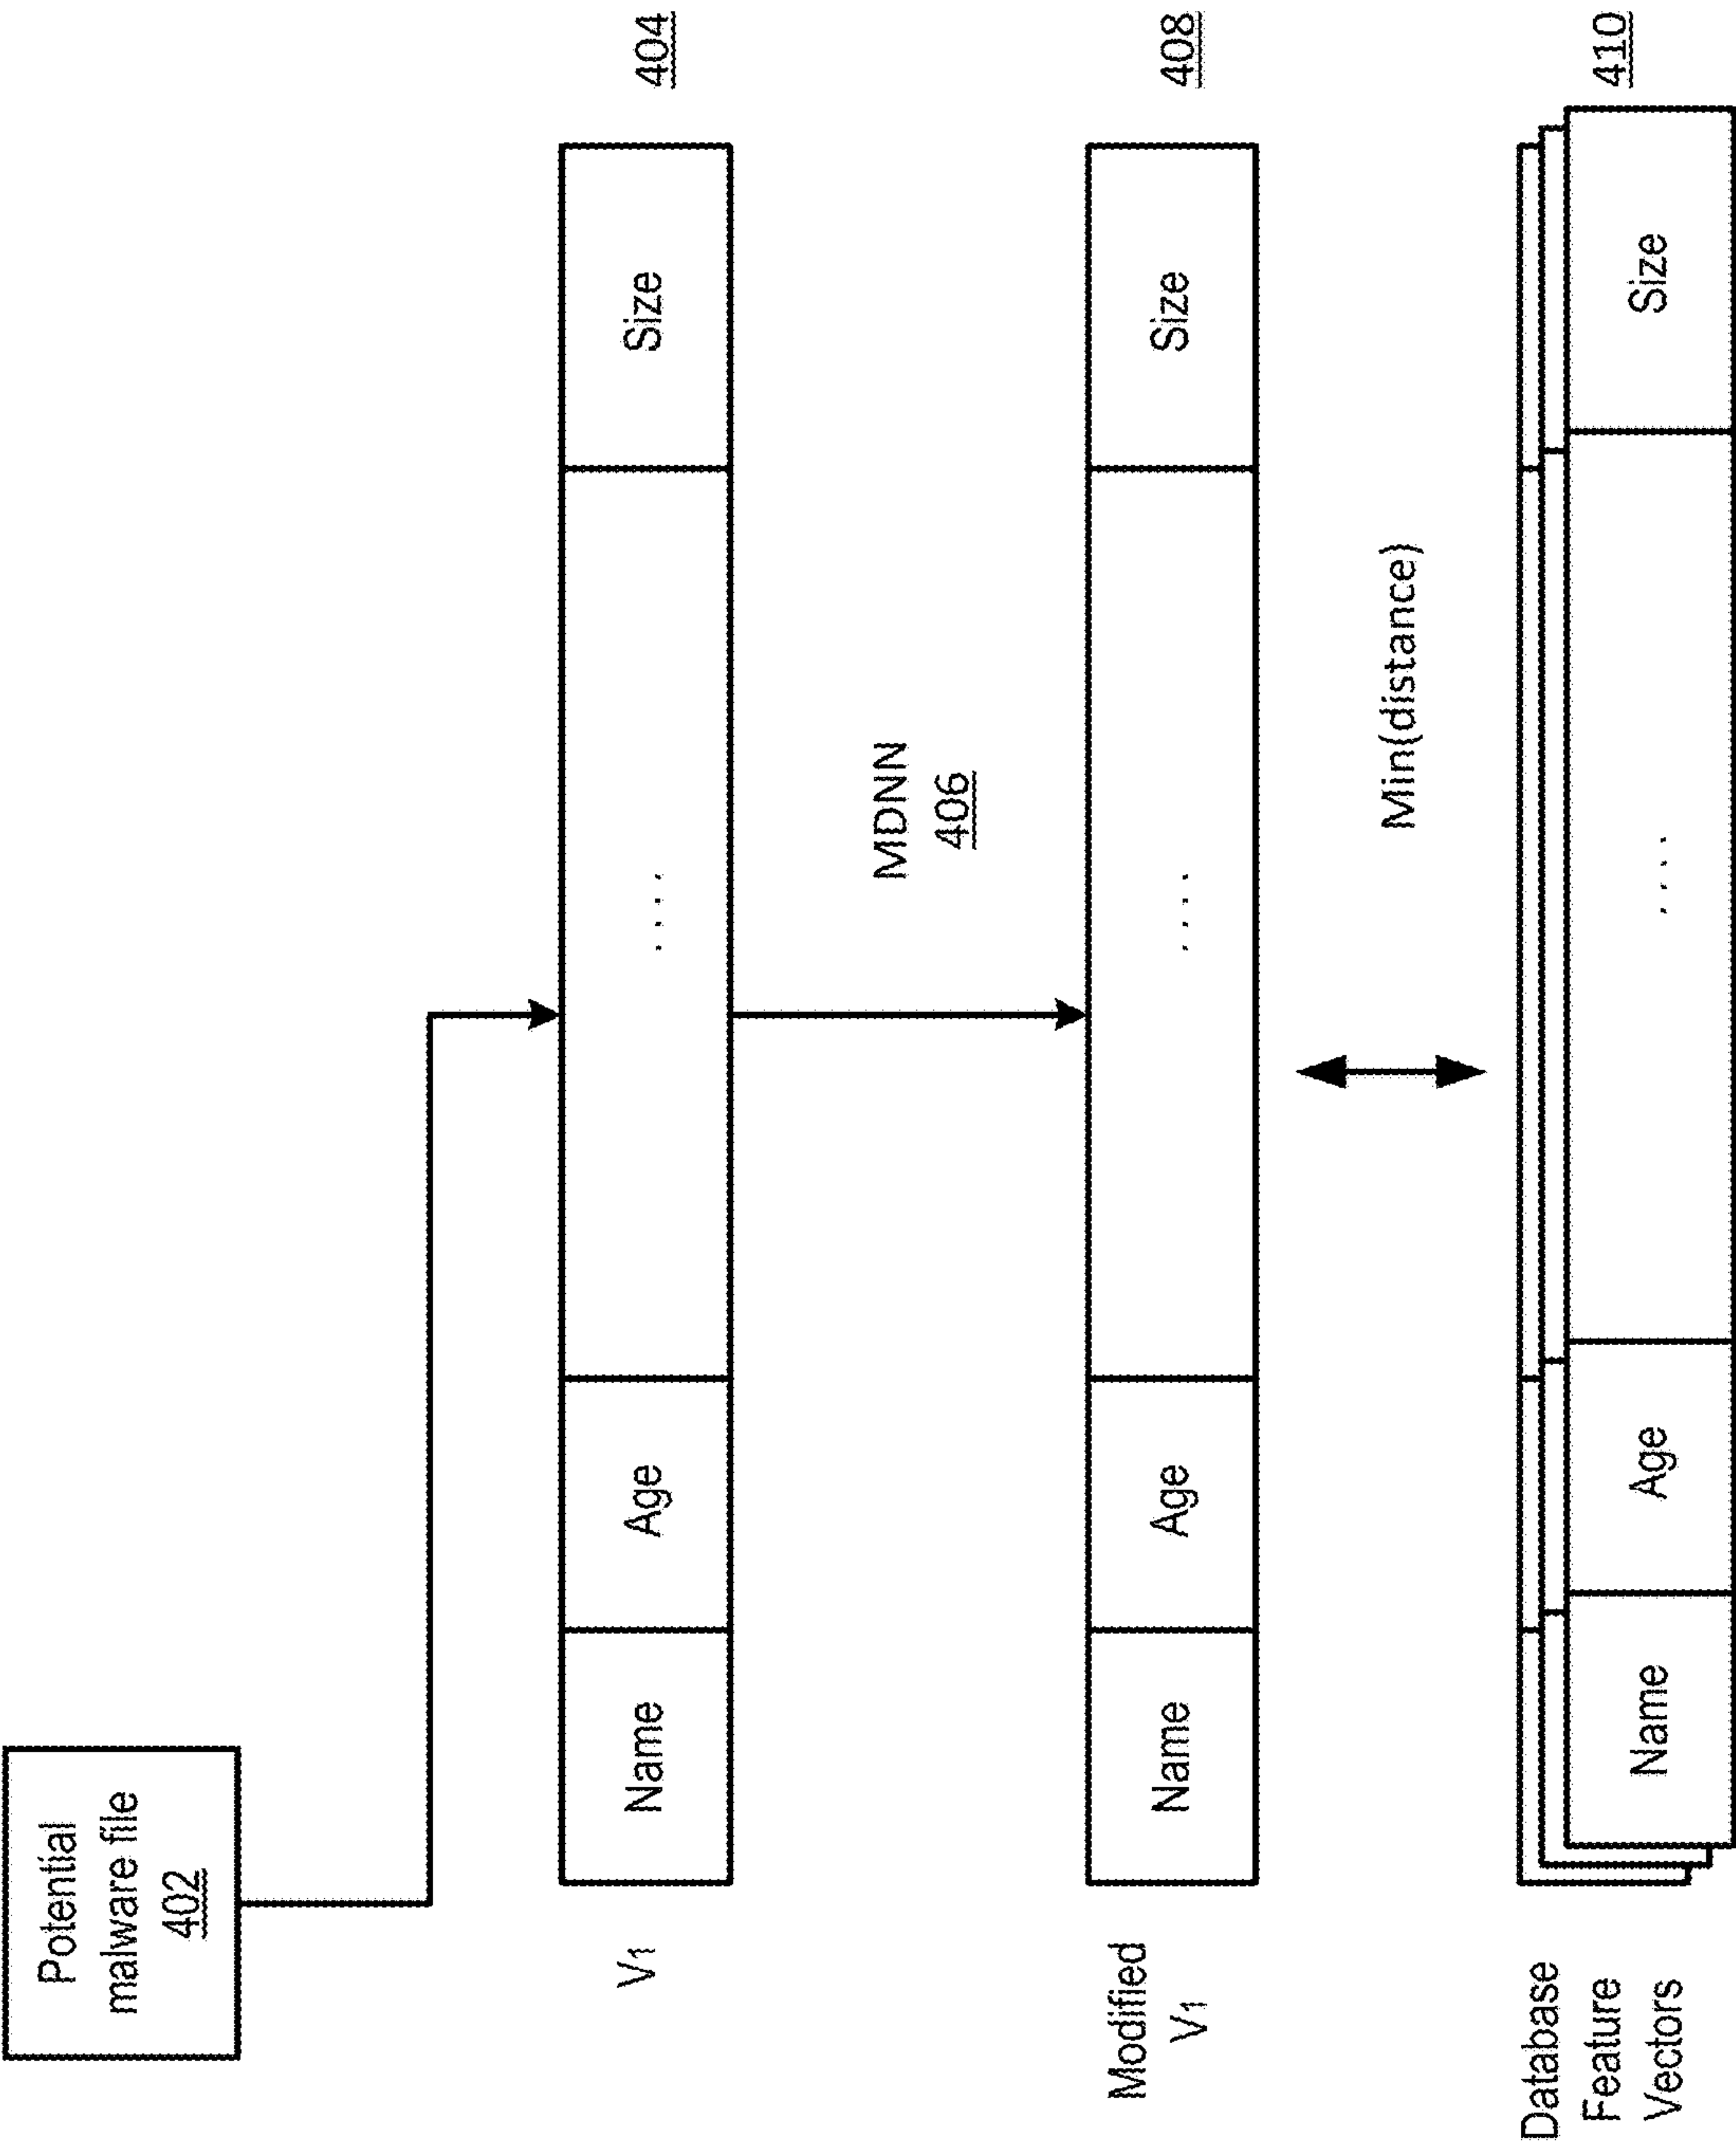 Potential
malware file
402
V1
Name
Age
....
Size
404
MDNN
406
Modified
V1
Name
Age
....
Size
408
Min(distance)
Database
Feature
Vectors
Name
Age
....
Size
410